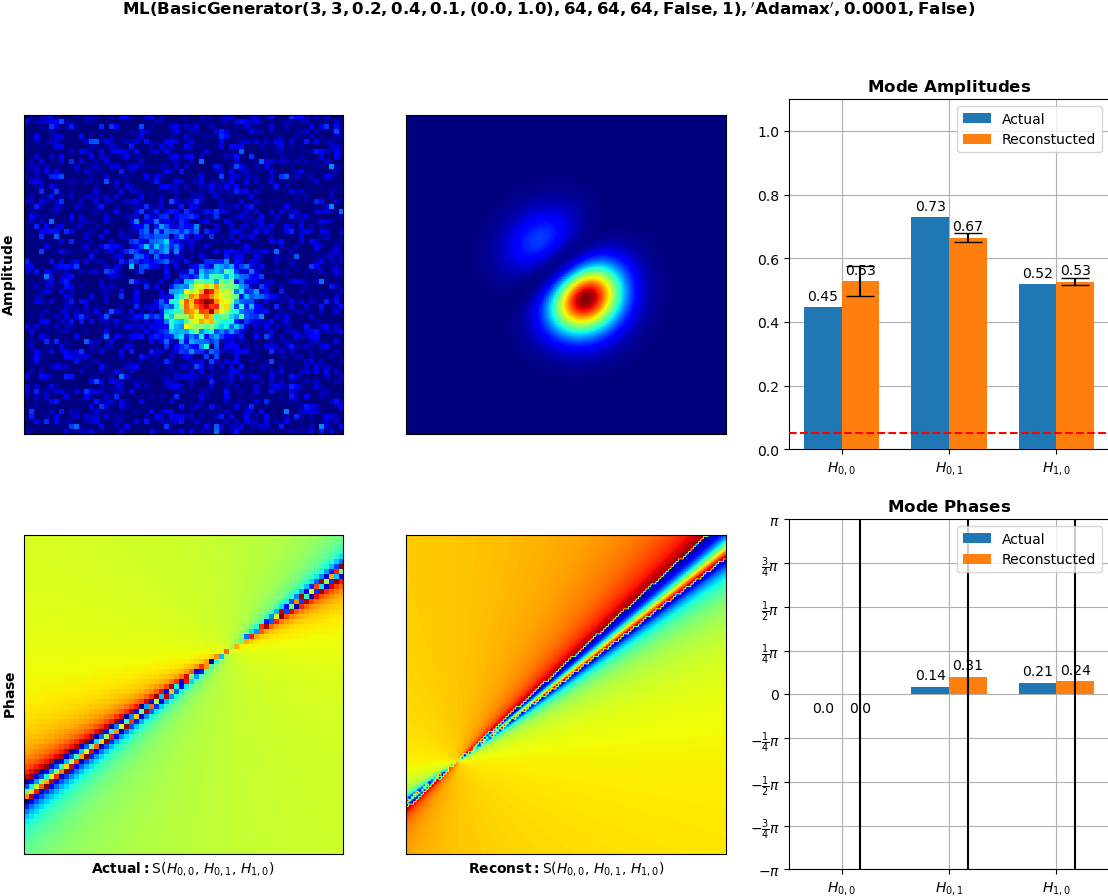 ML(BasicGenerator(3, 3, 0.2, 0.4, 0.1, (0.0, 1.0), 64, 64, 64, False, 1), 'Adamax', 0.0001, False)
Amplitude
Mode Amplitudes
Actual
Reconstucted
1.0
0.8
0.6
0.4
0.2
0.0
0.45
0.53
0.73
0.67
0.52
0.53
H0,0
H0,1
H1,0
Phase
Actual: S(H0,0, H0,1, H1,0)
Reconst: S(H0,0, H0,1, H1,0)
Mode Phases
Actual
Reconstucted
π
3/4π
1/2π
1/4π
0
−1/4π
−1/2π
−3/4π
−π
0.0
0.0
0.14
0.31
0.21
0.24
H0,0
H0,1
H1,0